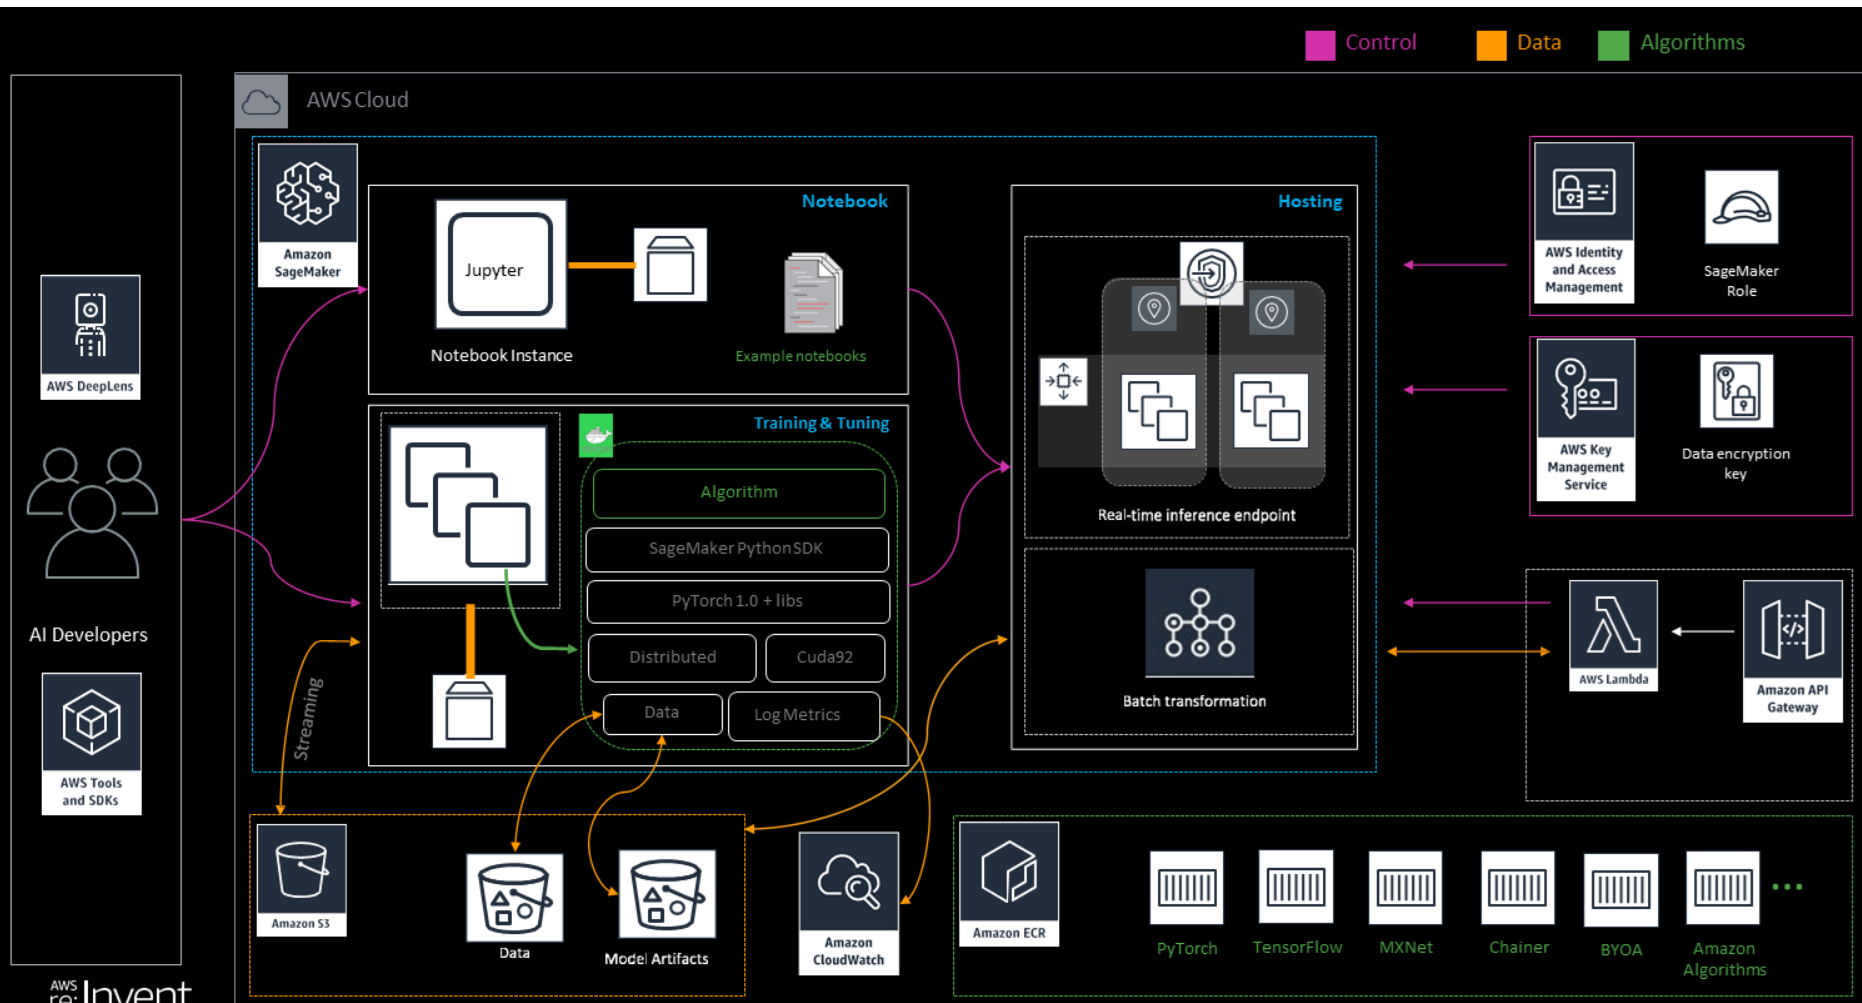 Control
Data
Algorithms
AWS Cloud
Amazon
SageMaker
Notebook
Jupyter
Notebook Instance
Example notebooks
Hosting
Real-time inference endpoint
Batch transformation
AWS Identity
and Access
Management
SageMaker
Role
AWS Key
Management
Service
Data encryption
key
AWS DeepLens
AI Developers
AWS Tools
and SDKs
Training & Tuning
Algorithm
SageMaker Python SDK
PyTorch 1.0 + libs
Distributed
Cuda92
Data
Log Metrics
Streaming
AWS Lambda
Amazon API
Gateway
Amazon S3
Data
Model Artifacts
Amazon
CloudWatch
Amazon ECR
PyTorch
TensorFlow
MXNet
Chainer
BYOA
Amazon
Algorithms
...
AWS
re:Invent